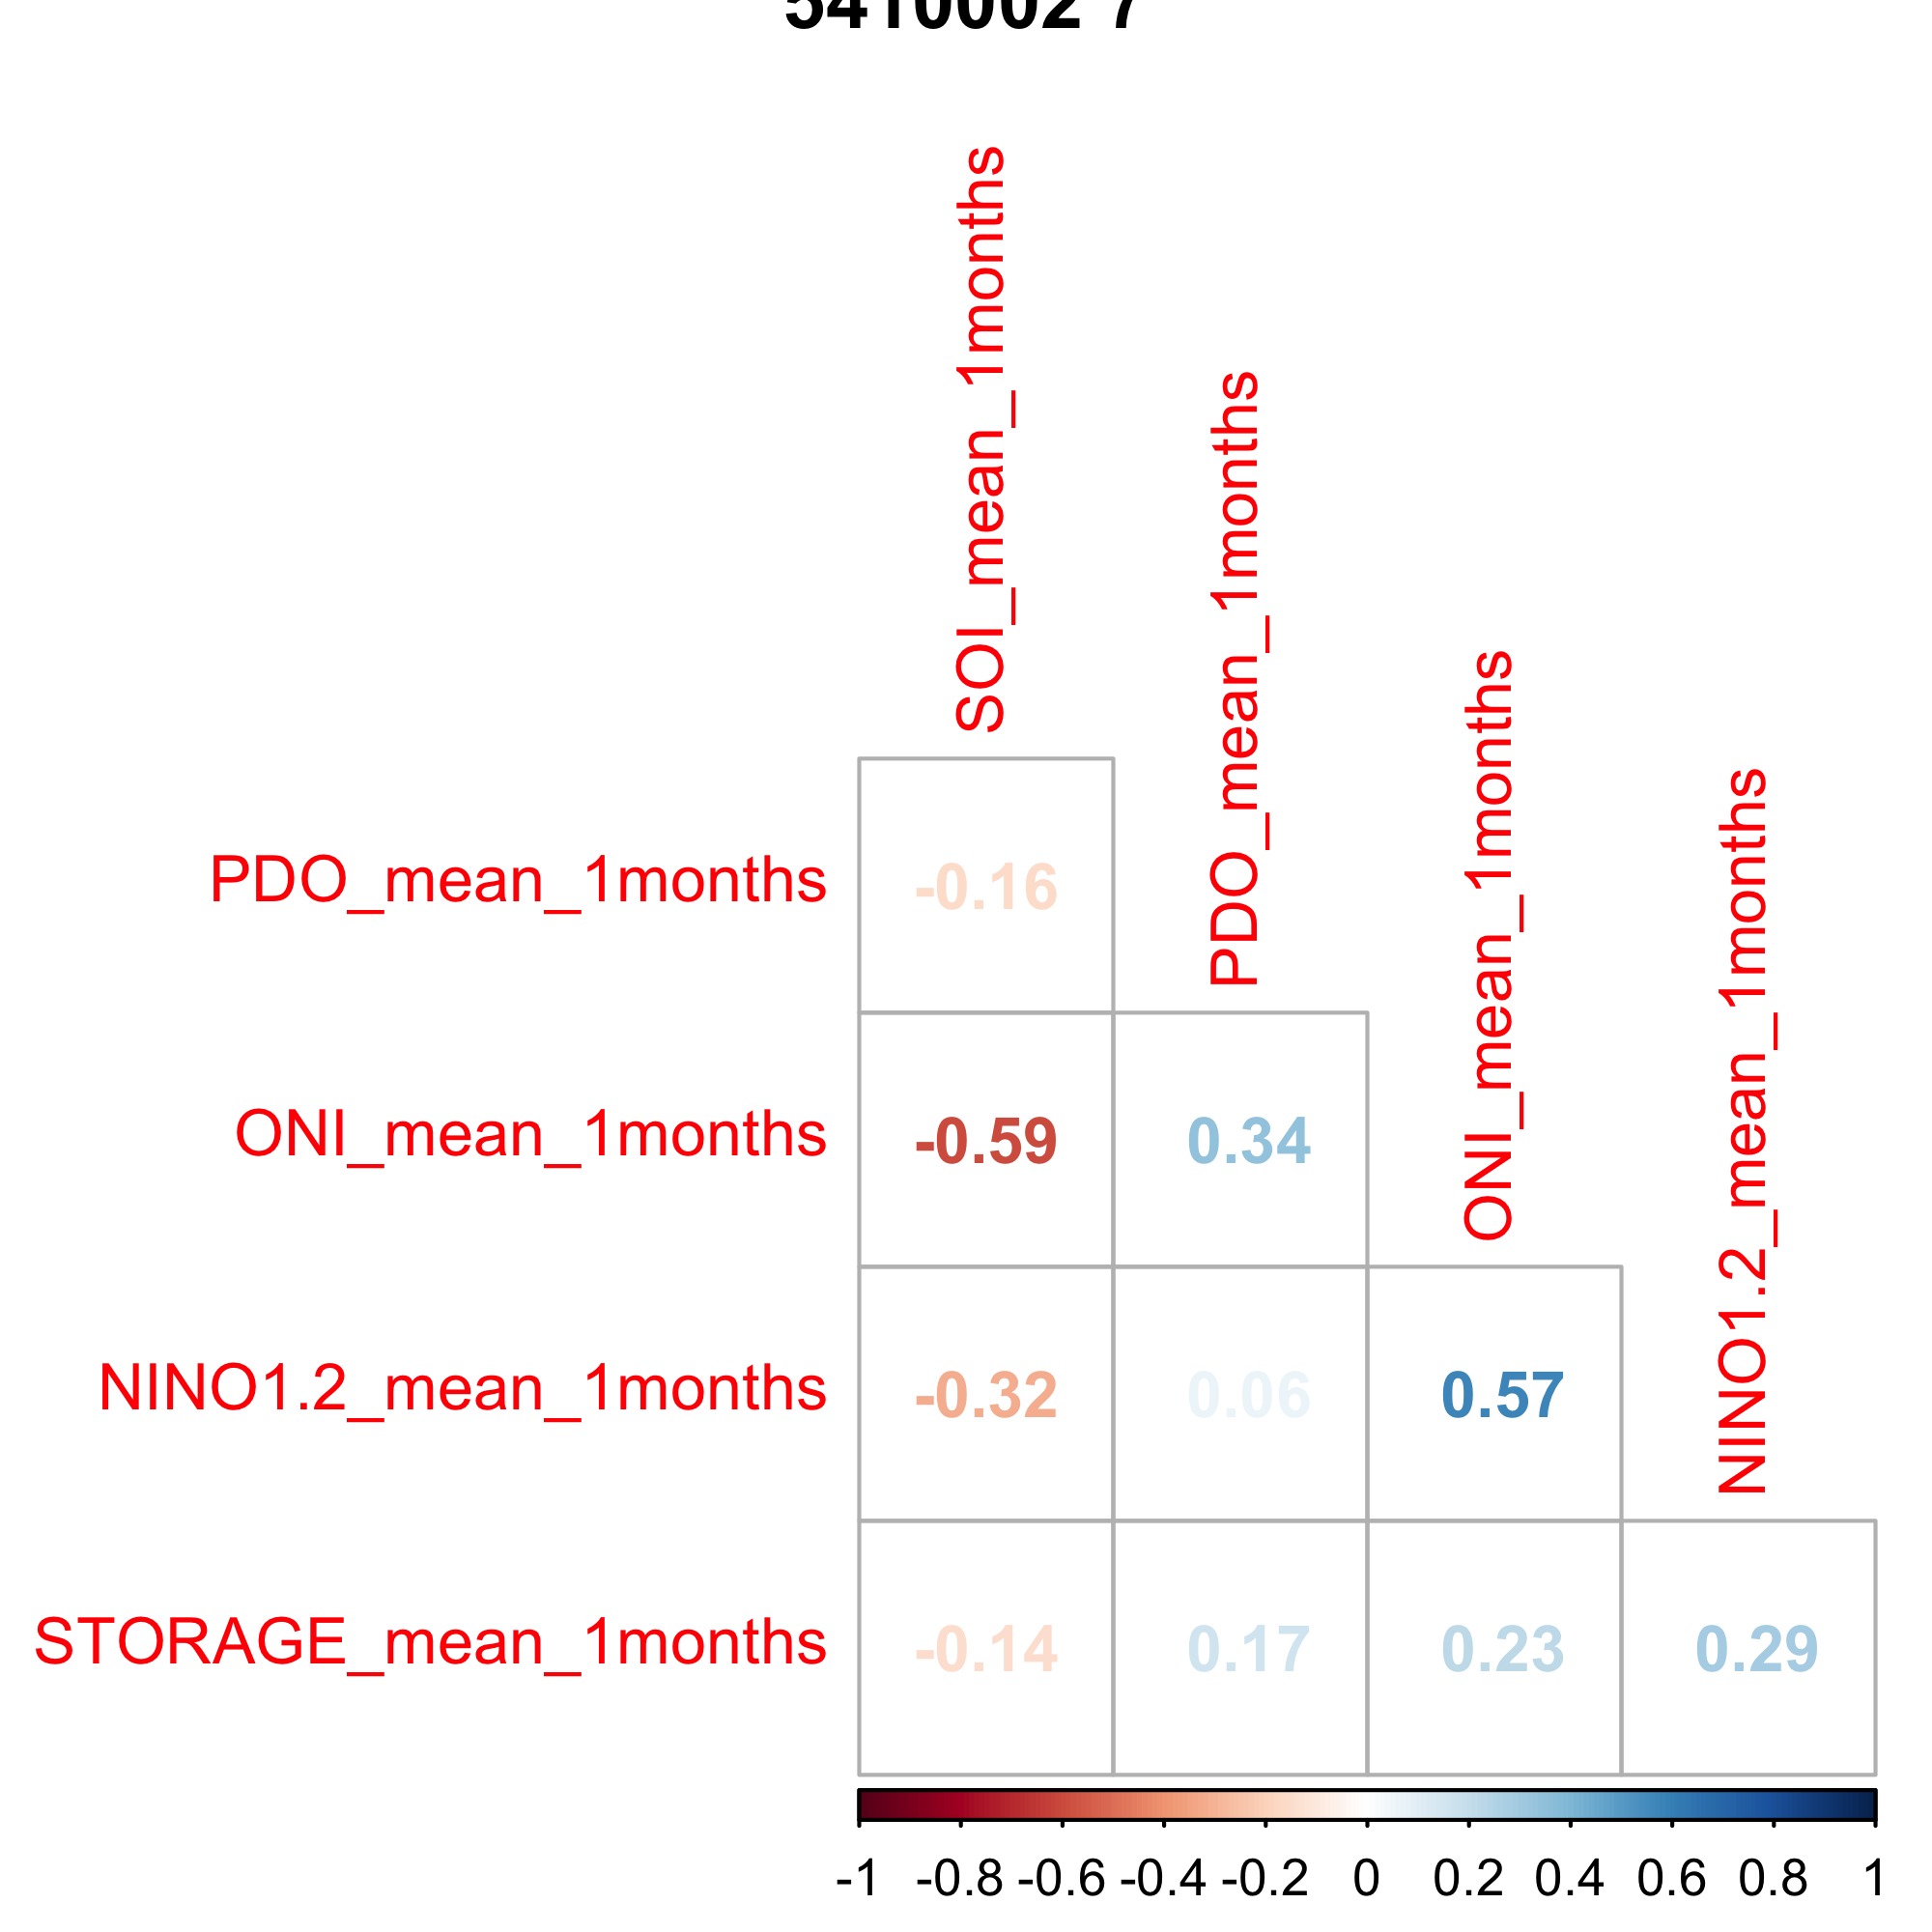 5410002 7
SOI_mean_1months
PDO_mean_1months
ONI_mean_1months
NINO1.2_mean_1months
PDO_mean_1months -0.16
ONI_mean_1months -0.59 0.34
NINO1.2_mean_1months -0.32 0.06 0.57
STORAGE_mean_1months -0.14 0.17 0.23 0.29
-1 -0.8 -0.6 -0.4 -0.2 0 0.2 0.4 0.6 0.8 1